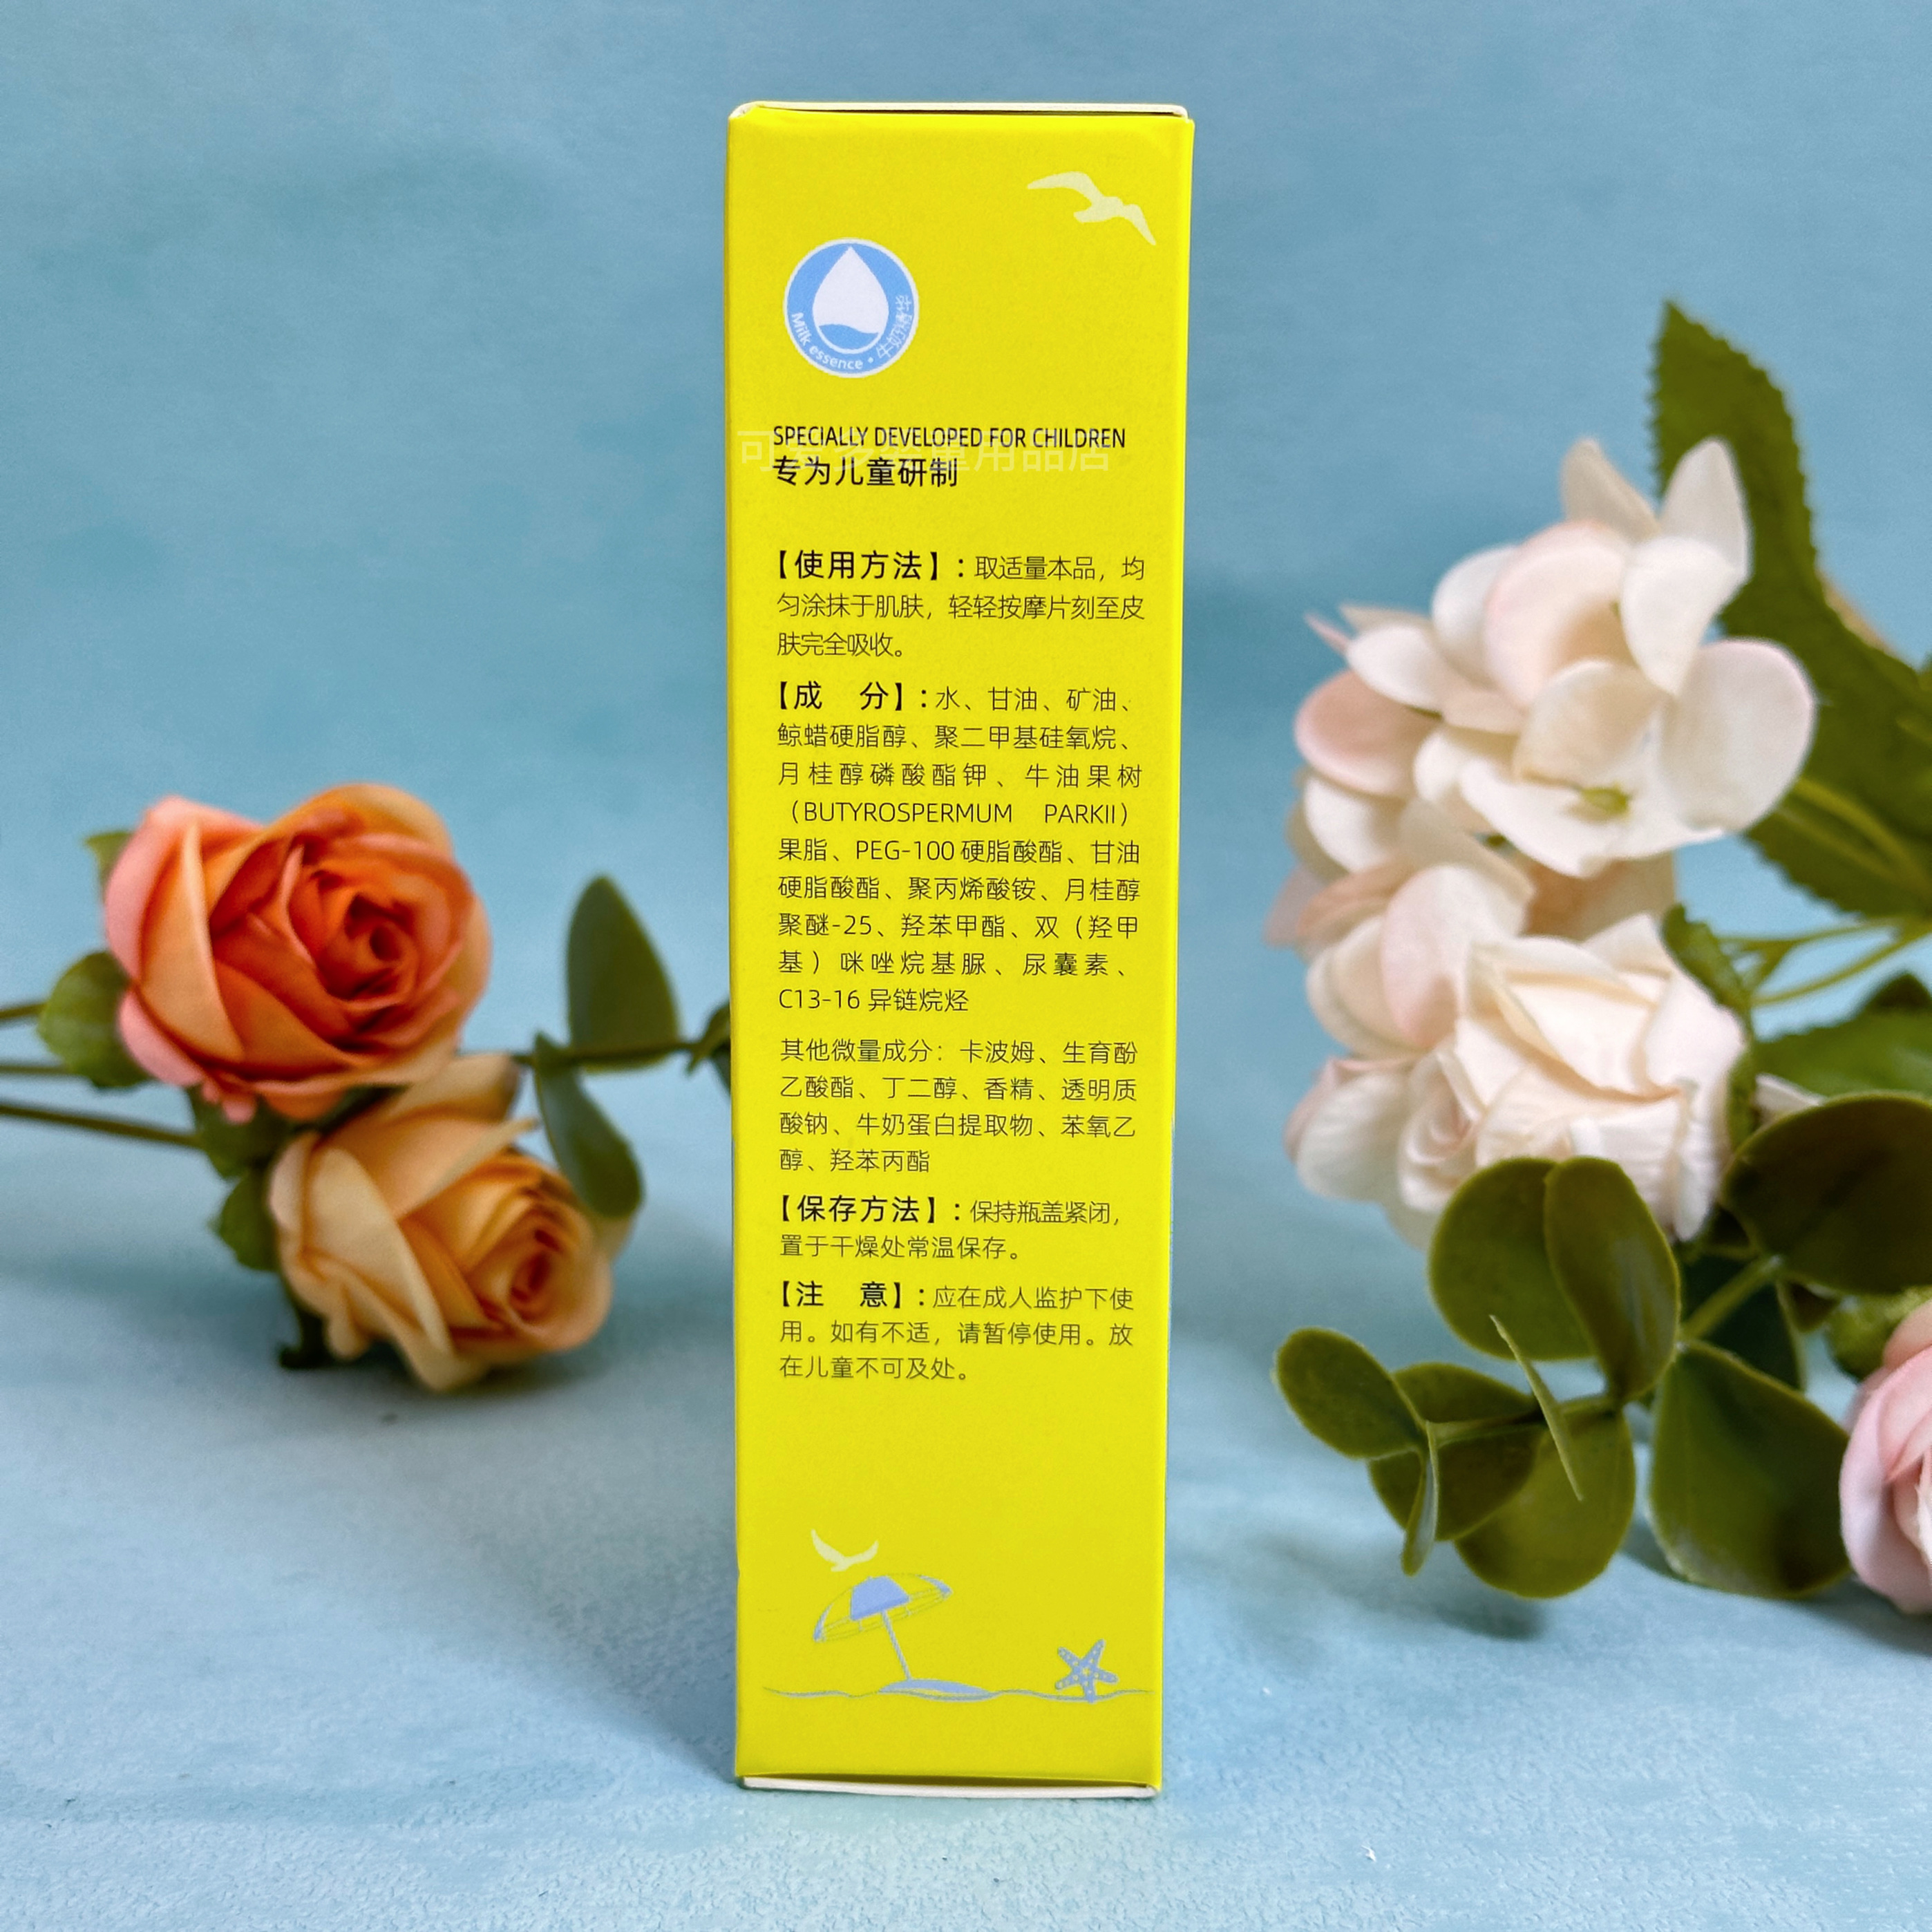 Milk essence • 牛奶精华
SPECIALLY DEVELOPED FOR CHILDREN
专为儿童研制
【使用方法】：取适量本品，均
匀涂抹于肌肤，轻轻按摩片刻至皮
肤完全吸收。
【成 分】：水、甘油、矿油、
鲸蜡硬脂醇、聚二甲基硅氧烷、
月桂醇磷酸酯钾、牛油果树
（BUTYROSPERMUM PARKII）
果脂、PEG-100硬脂酸酯、甘油
硬脂酸酯、聚丙烯酸铵、月桂醇
聚醚-25、羟苯甲酯、双（羟甲
基）咪唑烷基脲、尿囊素、
C13-16 异链烷烃
其他微量成分：卡波姆、生育酚
乙酸酯、丁二醇、香精、透明质
酸钠、牛奶蛋白提取物、苯氧乙
醇、羟苯丙酯
【保存方法】：保持瓶盖紧闭，
置于干燥处常温保存。
【注 意】：应在成人监护下使
用。如有不适，请暂停使用。放
在儿童不可及处。